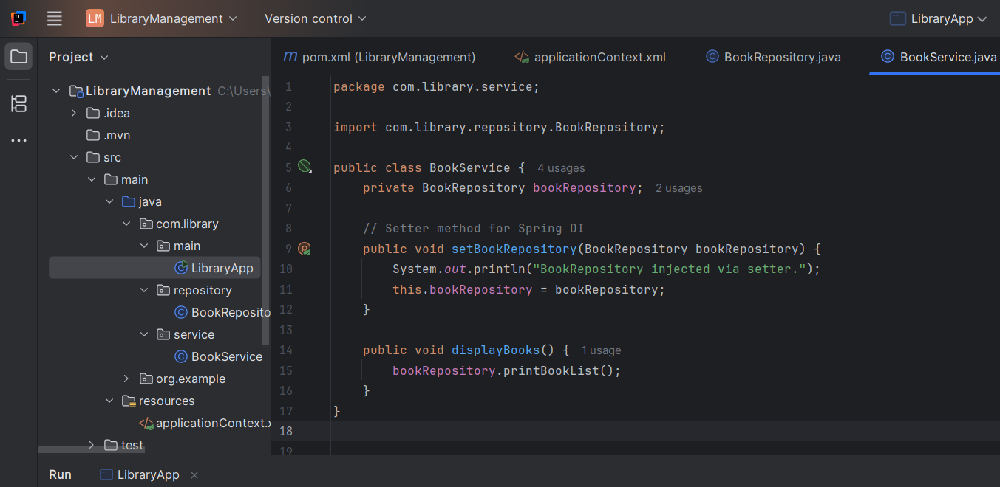 LM LibraryManagement Version control LibraryApp
Project
pom.xml (LibraryManagement) applicationContext.xml BookRepository.java BookService.java
LibraryManagement C:\Users\
.idea
.mvn
src
main
java
com.library
main
LibraryApp
repository
BookReposito
service
BookService
org.example
resources
applicationContext.x
test
1 package com.library.service;
2
3 import com.library.repository.BookRepository;
4
5 public class BookService { 4 usages
6 private BookRepository bookRepository; 2 usages
7
8 // Setter method for Spring DI
9 public void setBookRepository(BookRepository bookRepository) {
10 System.out.println("BookRepository injected via setter.");
11 this.bookRepository = bookRepository;
12 }
13
14 public void displayBooks() { 1 usage
15 bookRepository.printBookList();
16 }
17 }
18
19
Run LibraryApp